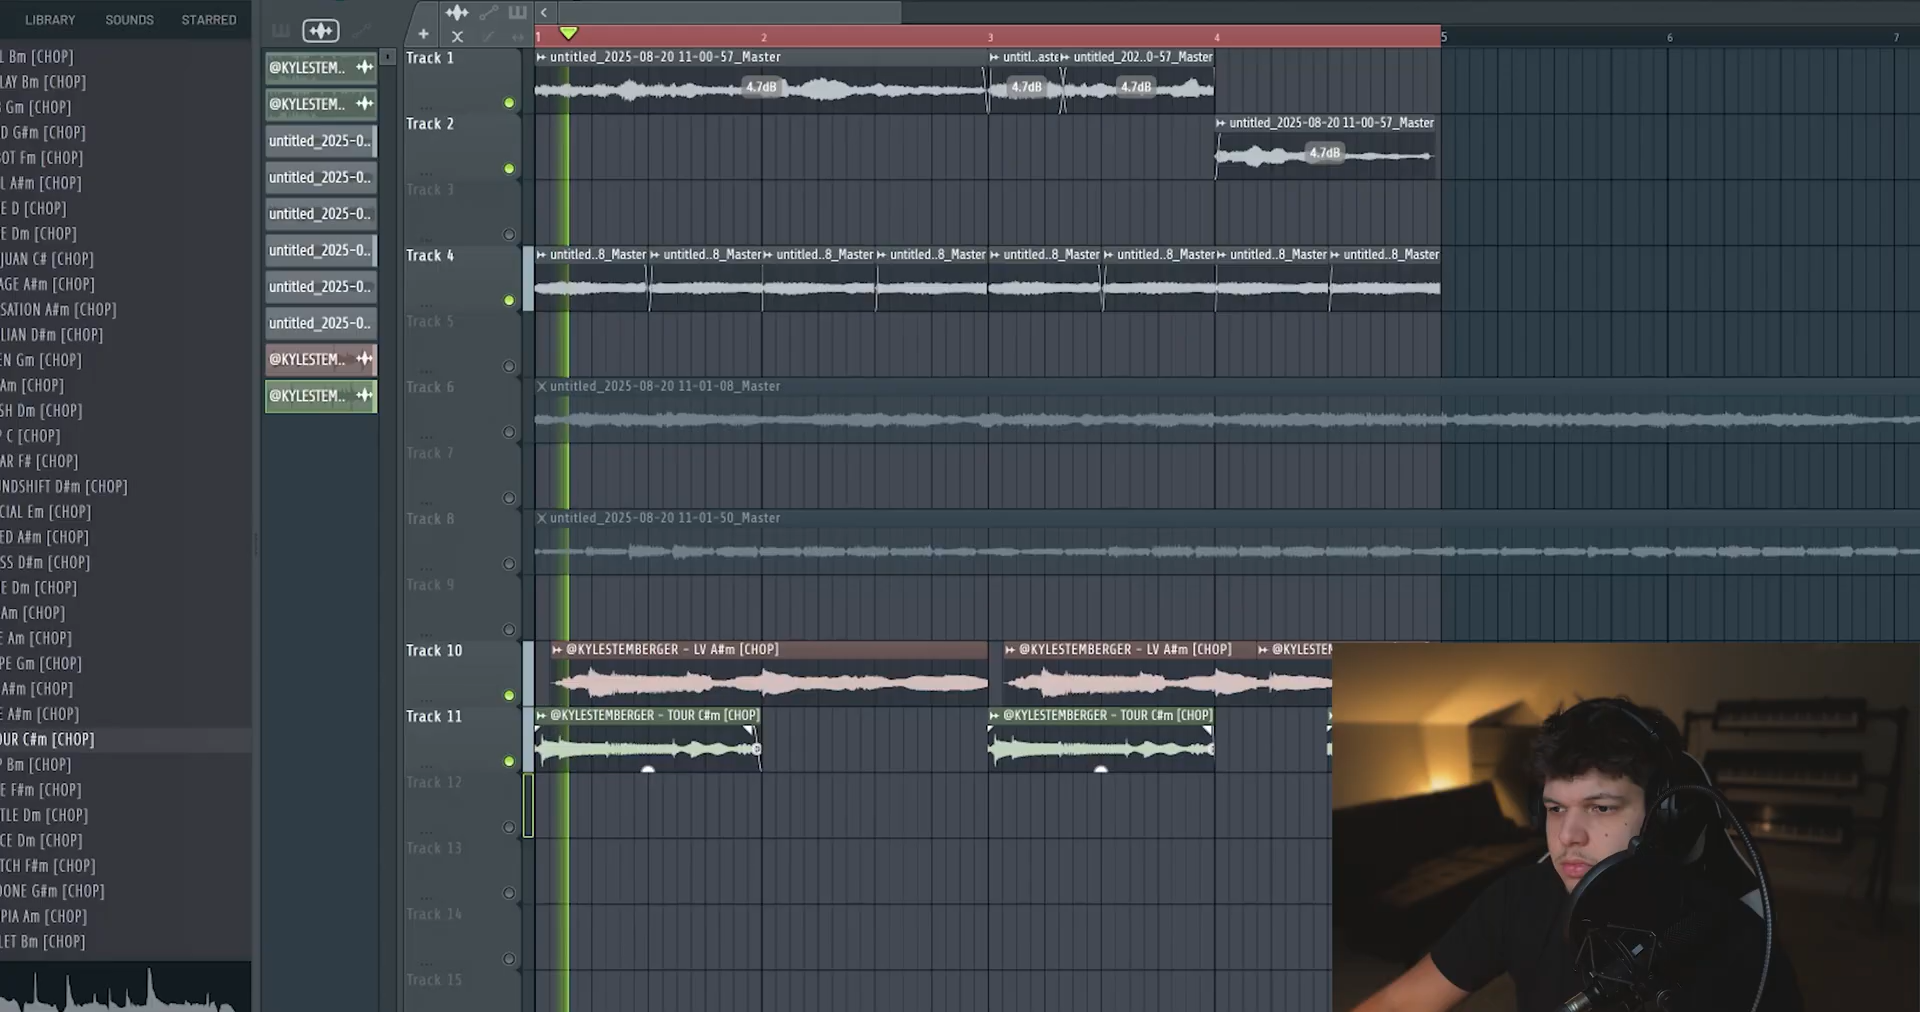 LIBRARY SOUNDS STARRED
L Bm [CHOP]
LAY Bm [CHOP]
Gm [CHOP]
D G#m [CHOP]
OT Fm [CHOP]
L A#m [CHOP]
E D [CHOP]
E Dm [CHOP]
JUAN C# [CHOP]
AGE A#m [CHOP]
SATION A#m [CHOP]
LIAN D#m [CHOP]
EN Gm [CHOP]
Am [CHOP]
SH Dm [CHOP]
C [CHOP]
AR F# [CHOP]
NDSHIFT D#m [CHOP]
CIAL Em [CHOP]
ED A#m [CHOP]
SS D#m [CHOP]
E Dm [CHOP]
Am [CHOP]
E Am [CHOP]
PE Gm [CHOP]
A#m [CHOP]
E A#m [CHOP]
OUR C#m [CHOP]
Bm [CHOP]
E F#m [CHOP]
TLE Dm [CHOP]
CE Dm [CHOP]
TCH F#m [CHOP]
DONE G#m [CHOP]
PIA Am [CHOP]
LET Bm [CHOP]
@KYLESTEM..
@KYLESTEM..
untitled_2025-0..
untitled_2025-0..
untitled_2025-0..
untitled_2025-0..
untitled_2025-0..
untitled_2025-0..
@KYLESTEM..
@KYLESTEM..
1 2 3 4 5 6 7
Track 1
untitled_2025-08-20 11-00-57_Master untitl..aste untitled_202..0-57_Master
4.7dB 4.7dB 4.7dB
Track 2
untitled_2025-08-20 11-00-57_Master
4.7dB
Track 3
Track 4
untitled..8_Master untitled..8_Master untitled..8_Master untitled..8_Master untitled..8_Master untitled..8_Master untitled..8_Master untitled..8_Master
Track 5
Track 6
untitled_2025-08-20 11-01-08_Master
Track 7
Track 8
untitled_2025-08-20 11-01-50_Master
Track 9
Track 10
@KYLESTEMBERGER - LV A#m [CHOP] @KYLESTEMBERGER - LV A#m [CHOP] @KYLESTEM
Track 11
@KYLESTEMBERGER - TOUR C#m [CHOP] @KYLESTEMBERGER - TOUR C#m [CHOP]
Track 12
Track 13
Track 14
Track 15